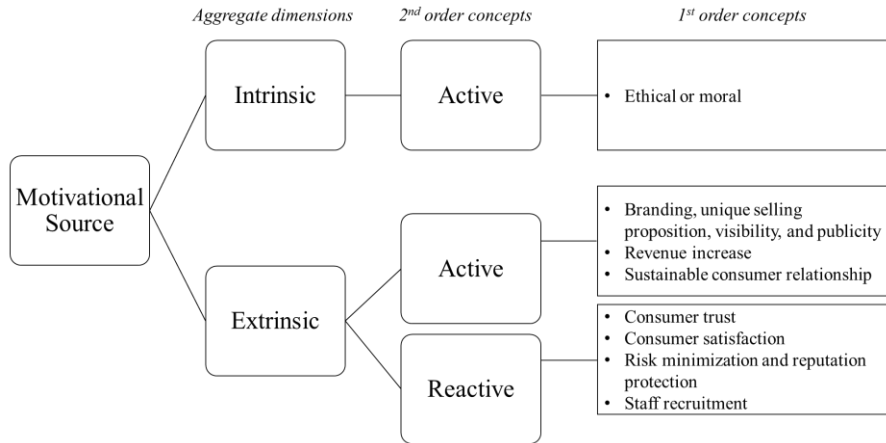 Aggregate dimensions 2nd order concepts 1st order concepts
Intrinsic
Active
• Ethical or moral
Motivational
Source
Extrinsic
Active
• Branding, unique selling
proposition, visibility, and publicity
• Revenue increase
• Sustainable consumer relationship
Reactive
• Consumer trust
• Consumer satisfaction
• Risk minimization and reputation
protection
• Staff recruitment